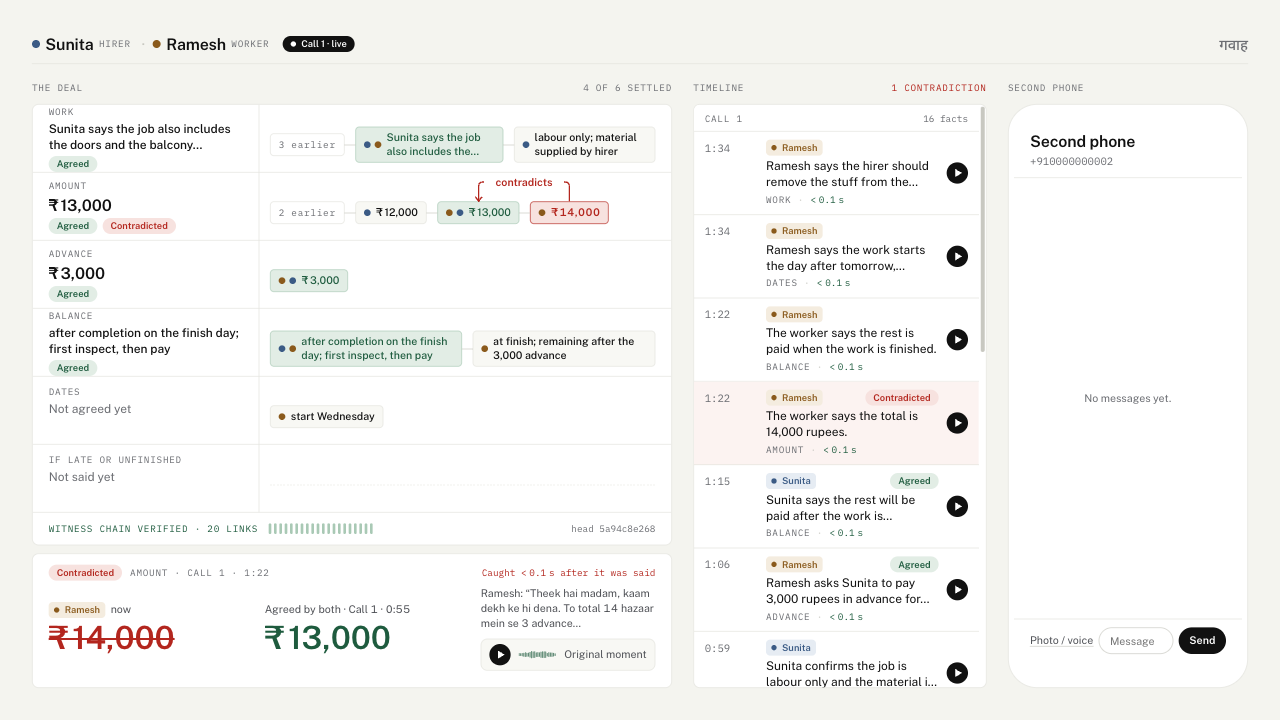 Sunita HIRER · Ramesh WORKER Call 1 · live
गवाह
THE DEAL 4 OF 6 SETTLED
WORK
Sunita says the job also includes
the doors and the balcony...
Agreed
3 earlier
Sunita says the job
also includes the...
labour only; material
supplied by hirer
AMOUNT
₹13,000
Agreed Contradicted
contradicts
2 earlier ₹12,000 ₹13,000 ₹14,000
ADVANCE
₹3,000
Agreed
₹3,000
BALANCE
after completion on the finish day;
first inspect, then pay
Agreed
after completion on the finish
day; first inspect, then pay
at finish; remaining after the
3,000 advance
DATES
Not agreed yet
start Wednesday
IF LATE OR UNFINISHED
Not said yet
WITNESS CHAIN VERIFIED · 20 LINKS head 5a94c8e268
Contradicted AMOUNT · CALL 1 · 1:22
Ramesh now
₹14,000
Agreed by both · Call 1 · 0:55
₹13,000
Caught <0.1s after it was said
Ramesh: “Theek hai madam, kaam
dekh ke hi dena. To total 14 hazaar
mein se 3 advance...
Original moment
TIMELINE 1 CONTRADICTION
CALL 1 16 facts
1:34 Ramesh
Ramesh says the hirer should
remove the stuff from the...
WORK · <0.1s
1:34 Ramesh
Ramesh says the work starts
the day after tomorrow,...
DATES · <0.1s
1:22 Ramesh
The worker says the rest is
paid when the work is finished.
BALANCE · <0.1s
1:22 Ramesh Contradicted
The worker says the total is
14,000 rupees.
AMOUNT · <0.1s
1:15 Sunita Agreed
Sunita says the rest will be
paid after the work is...
BALANCE · <0.1s
1:06 Ramesh Agreed
Ramesh asks Sunita to pay
3,000 rupees in advance for...
ADVANCE · <0.1s
0:59 Sunita
Sunita confirms the job is
labour only and the material i...
SECOND PHONE
Second phone
+910000000002
No messages yet.
Photo / voice Message Send